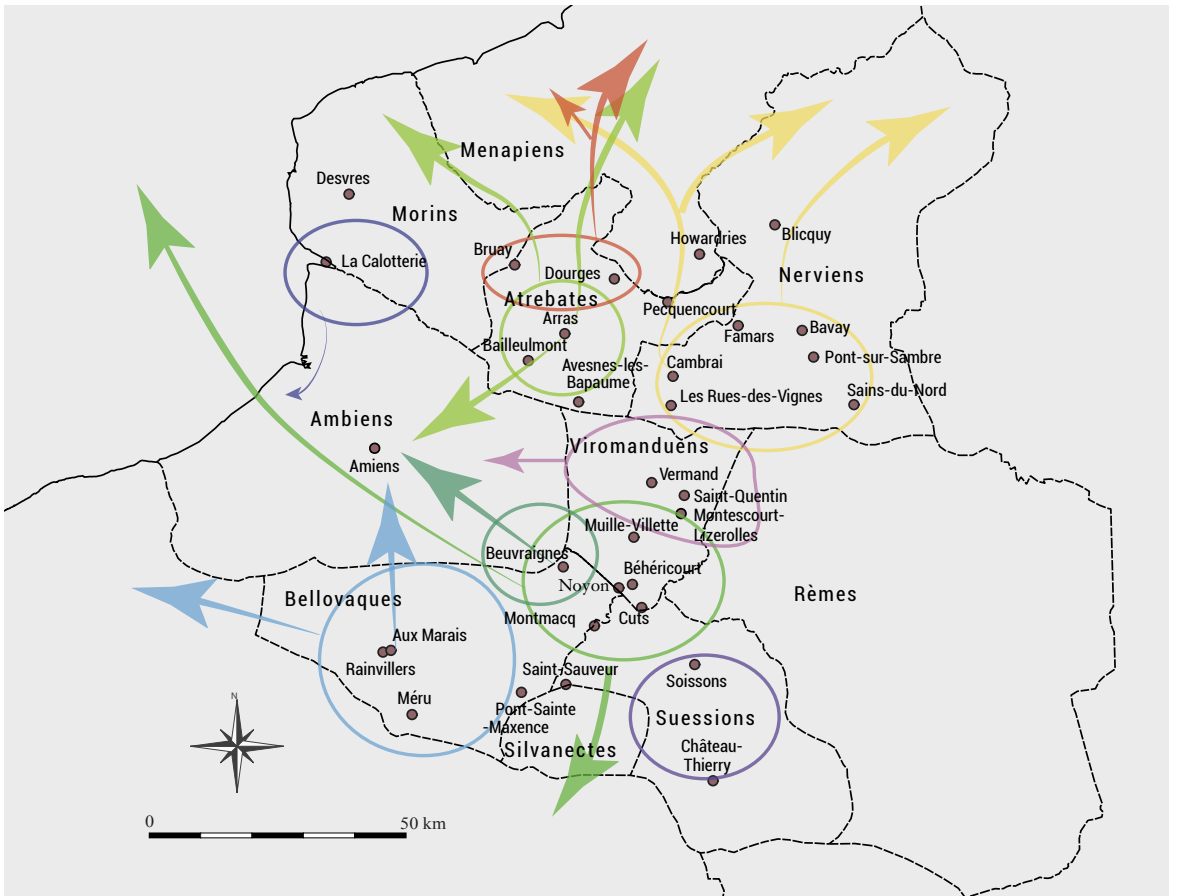 Menapiens
Desvres
Morins
Blicquy
Howardries
Bruay
La Calotterie
Nerviens
Dourges
Atrebates
Pecquencourt
Arras
Famars
Bavay
Bailleulmont
Pont-sur-Sambre
Avesnes-les-
Bapaume
Cambrai
Sains-du-Nord
Les Rues-des-Vignes
Ambiens
Viromanduens
Amiens
Vermand
Saint-Quentin
Montescourt-
Lizerolles
Muille-Villette
Beuvraignes
Béhéricourt
Noyon
Rèmes
Bellovaques
Montmacq
Cuts
Aux Marais
Rainvillers
Saint-Sauveur
Soissons
Méru
Pont-Sainte
-Maxence
Suessions
Silvanectes
Château-
Thierry
N
0
50 km